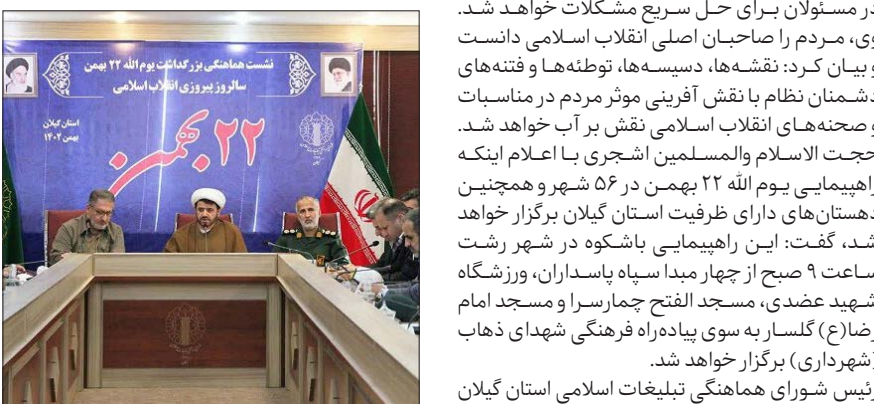 در مسئولان برای حل سریع مشکلات خواهد شد.
وی، مردم را صاحبان اصلی انقلاب اسلامی دانست
و بیان کرد: نقشه‌ها، دسیسه‌ها، توطئه‌ها و فتنه‌های
دشمنان نظام با نقش آفرینی موثر مردم در مناسبات
و صحنه‌های انقلاب اسلامی نقش بر آب خواهد شد.
حجت الاسلام والمسلمین اشجری با اعلام اینکه
راهپیمایی یوم الله ۲۲ بهمن در ۵۶ شهر و همچنین
دهستان‌های دارای ظرفیت استان گیلان برگزار خواهد
شد، گفت: این راهپیمایی باشکوه در شهر رشت
ساعت ۹ صبح از چهار مبدا سپاه پاسداران، ورزشگاه
شهید عضدی، مسجد الفتح چمارسرا و مسجد امام
رضا(ع) گلسار به سوی پیاده‌راه فرهنگی شهدای ذهاب
(شهرداری) برگزار خواهد شد.
رئیس شورای هماهنگی تبلیغات اسلامی استان گیلان
نشست هماهنگی بزرگداشت یوم الله ۲۲ بهمن
سالروز پیروزی انقلاب اسلامی
استان گیلان
بهمن ۱۴۰۲
۲۲ بهمن